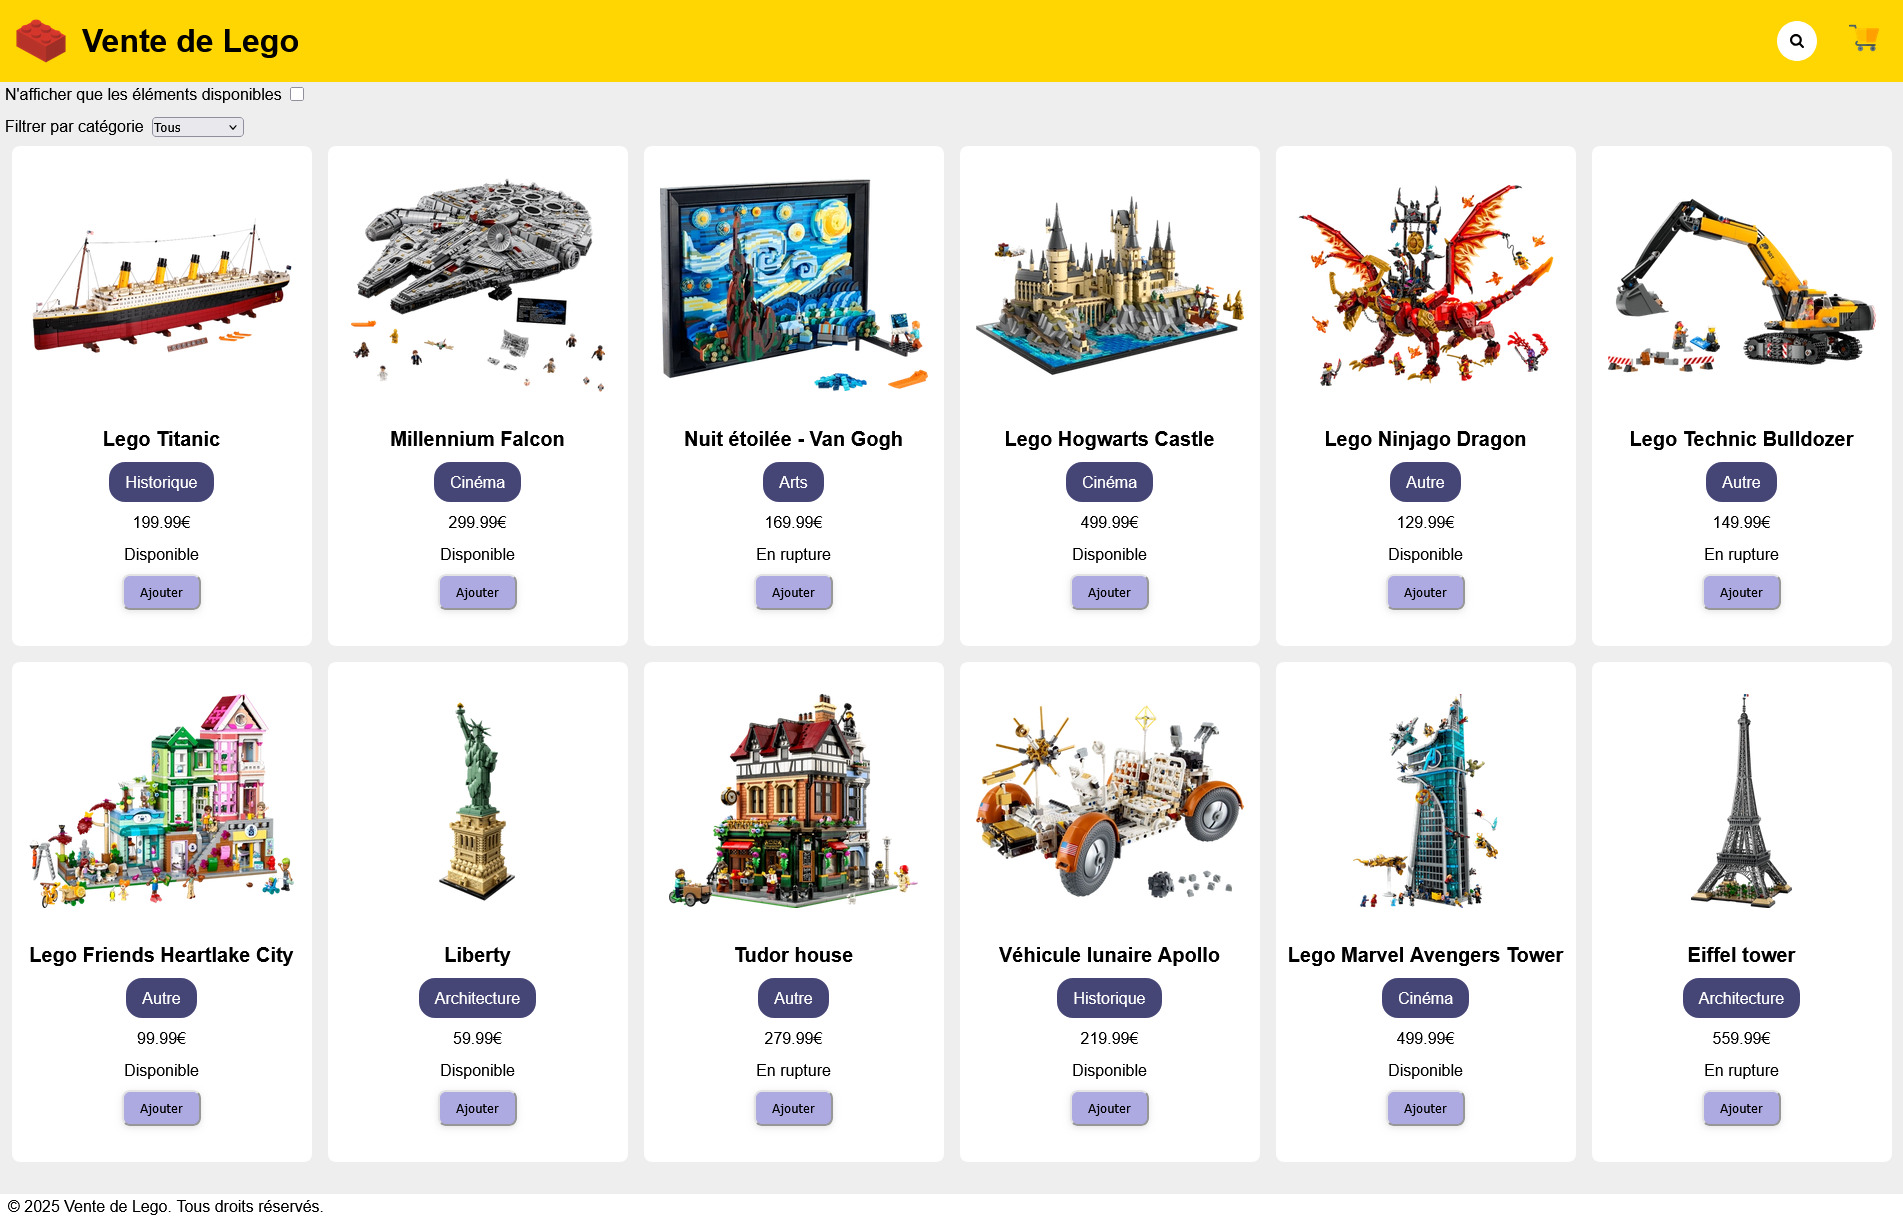 Vente de Lego
N'afficher que les éléments disponibles
Filtrer par catégorie Tous
Lego Titanic
Historique
199.99€
Disponible
Ajouter
Millennium Falcon
Cinéma
299.99€
Disponible
Ajouter
Nuit étoilée - Van Gogh
Arts
169.99€
En rupture
Ajouter
Lego Hogwarts Castle
Cinéma
499.99€
Disponible
Ajouter
Lego Ninjago Dragon
Autre
129.99€
Disponible
Ajouter
Lego Technic Bulldozer
Autre
149.99€
En rupture
Ajouter
Lego Friends Heartlake City
Autre
99.99€
Disponible
Ajouter
Liberty
Architecture
59.99€
Disponible
Ajouter
Tudor house
Autre
279.99€
En rupture
Ajouter
Véhicule lunaire Apollo
Historique
219.99€
Disponible
Ajouter
Lego Marvel Avengers Tower
Cinéma
499.99€
Disponible
Ajouter
Eiffel tower
Architecture
559.99€
En rupture
Ajouter
© 2025 Vente de Lego. Tous droits réservés.